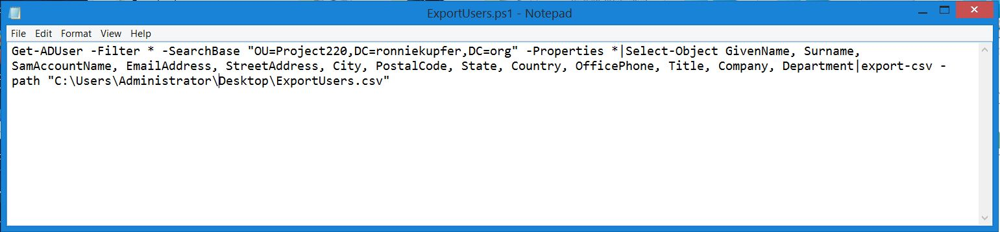 ExportUsers.ps1 - Notepad
File Edit Format View Help
Get-ADUser -Filter * -SearchBase "OU=Project220,DC=ronniekupfer,DC=org" -Properties *|Select-Object GivenName, Surname,
SamAccountName, EmailAddress, StreetAddress, City, PostalCode, State, Country, OfficePhone, Title, Company, Department|export-csv -
path "C:\Users\Administrator\Desktop\ExportUsers.csv"